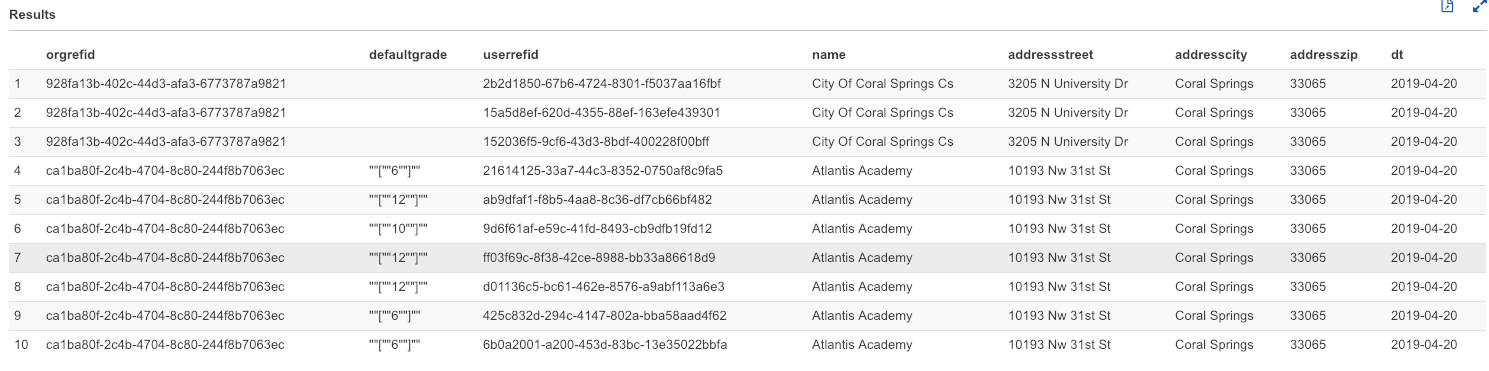 Results
orgrefid defaultgrade userrefid name addressstreet addresscity addresszip dt
1 928fa13b-402c-44d3-afa3-6773787a9821 2b2d1850-67b6-4724-8301-f5037aa16fbf City Of Coral Springs Cs 3205 N University Dr Coral Springs 33065 2019-04-20
2 928fa13b-402c-44d3-afa3-6773787a9821 15a5d8ef-620d-4355-88ef-163efe439301 City Of Coral Springs Cs 3205 N University Dr Coral Springs 33065 2019-04-20
3 928fa13b-402c-44d3-afa3-6773787a9821 152036f5-9cf6-43d3-8bdf-400228f00bff City Of Coral Springs Cs 3205 N University Dr Coral Springs 33065 2019-04-20
4 ca1ba80f-2c4b-4704-8c80-244f8b7063ec ""[""6""]"" 21614125-33a7-44c3-8352-0750af8c9fa5 Atlantis Academy 10193 Nw 31st St Coral Springs 33065 2019-04-20
5 ca1ba80f-2c4b-4704-8c80-244f8b7063ec ""[""12""]"" ab9dfaf1-f8b5-4aa8-8c36-df7cb66bf482 Atlantis Academy 10193 Nw 31st St Coral Springs 33065 2019-04-20
6 ca1ba80f-2c4b-4704-8c80-244f8b7063ec ""[""10""]"" 9d6f61af-e59c-41fd-8493-cb9dfb19fd12 Atlantis Academy 10193 Nw 31st St Coral Springs 33065 2019-04-20
7 ca1ba80f-2c4b-4704-8c80-244f8b7063ec ""[""12""]"" ff03f69c-8f38-42ce-8988-bb33a86618d9 Atlantis Academy 10193 Nw 31st St Coral Springs 33065 2019-04-20
8 ca1ba80f-2c4b-4704-8c80-244f8b7063ec ""[""12""]"" d01136c5-bc61-462e-8576-a9abf113a6e3 Atlantis Academy 10193 Nw 31st St Coral Springs 33065 2019-04-20
9 ca1ba80f-2c4b-4704-8c80-244f8b7063ec ""[""6""]"" 425c832d-294c-4147-802a-bba58aad4f62 Atlantis Academy 10193 Nw 31st St Coral Springs 33065 2019-04-20
10 ca1ba80f-2c4b-4704-8c80-244f8b7063ec ""[""6""]"" 6b0a2001-a200-453d-83bc-13e35022bbfa Atlantis Academy 10193 Nw 31st St Coral Springs 33065 2019-04-20